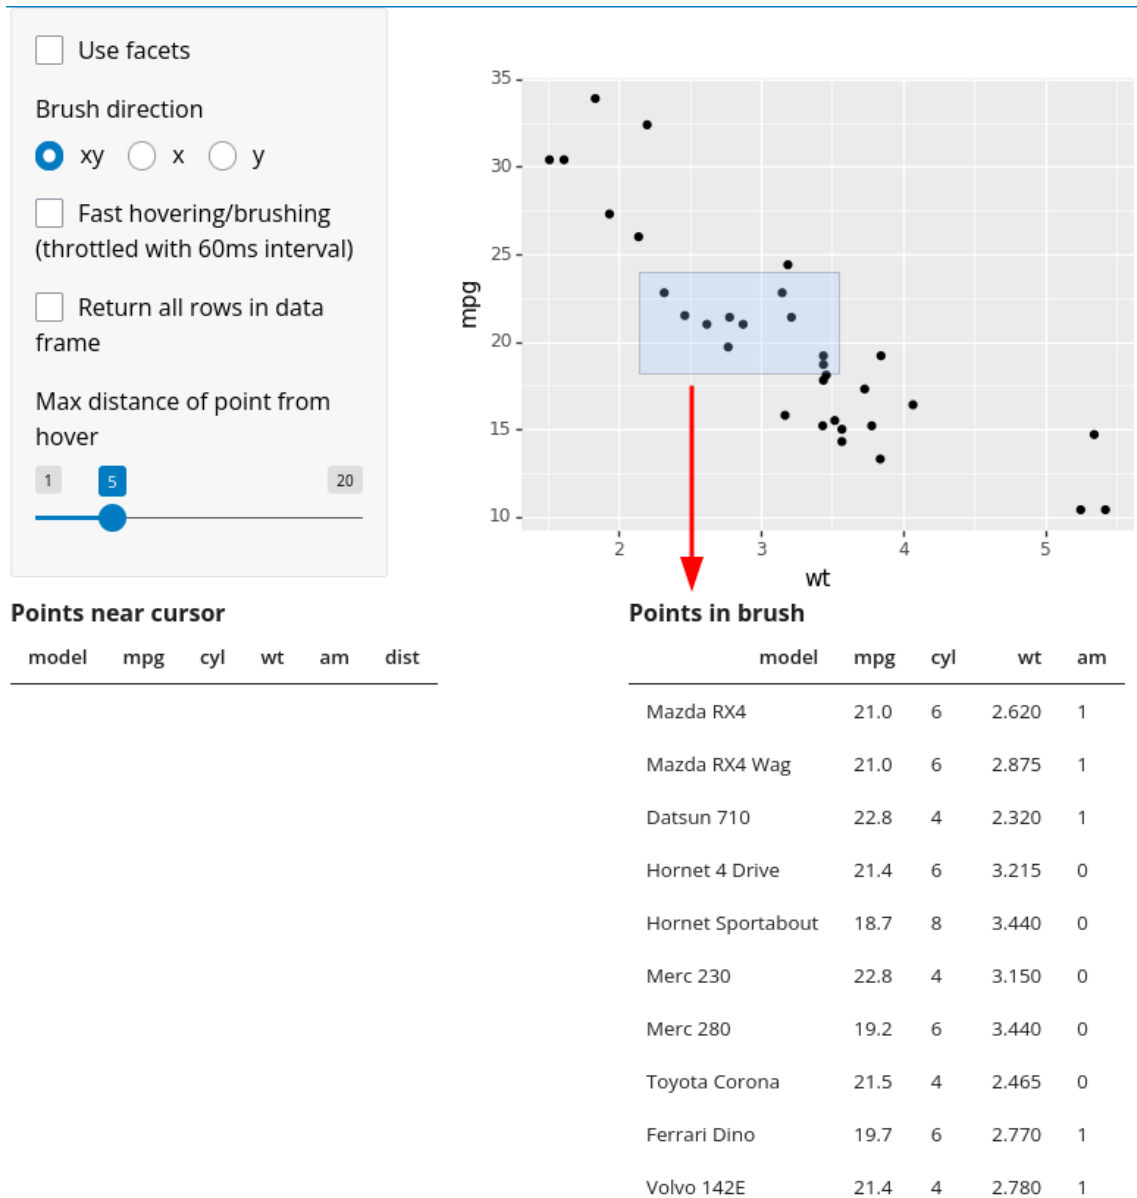 Use facets
Brush direction
xy x y
Fast hovering/brushing
(throttled with 60ms interval)
Return all rows in data
frame
Max distance of point from
hover
1 5 20
35
30
25
20
15
10
mpg
2 3 4 5
wt
Points near cursor
model mpg cyl wt am dist
Points in brush
model mpg cyl wt am
Mazda RX4 21.0 6 2.620 1
Mazda RX4 Wag 21.0 6 2.875 1
Datsun 710 22.8 4 2.320 1
Hornet 4 Drive 21.4 6 3.215 0
Hornet Sportabout 18.7 8 3.440 0
Merc 230 22.8 4 3.150 0
Merc 280 19.2 6 3.440 0
Toyota Corona 21.5 4 2.465 0
Ferrari Dino 19.7 6 2.770 1
Volvo 142E 21.4 4 2.780 1